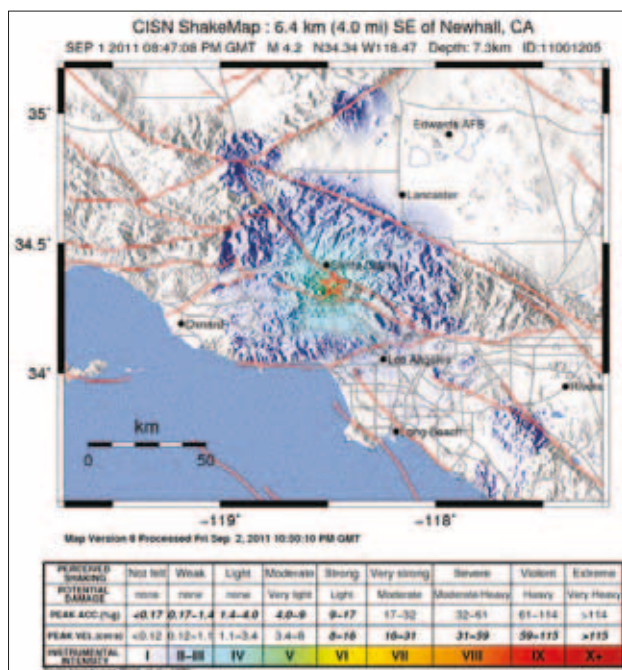 CISN ShakeMap : 6.4 km (4.0 mi) SE of Newhall, CA
SEP 1 2011 08:47:08 PM GMT M 4.2 N34.34 W118.47 Depth: 7.3km ID:11001205
35°
Edwards AFB
Lancaster
34.5°
Oxnard
Los Angeles
34°
km
Long Beach
0 50
-119° -118°
Map Version 8 Processed Fri Sep 2, 2011 10:50:10 PM GMT
PERCEIVED SHAKING Not felt Weak Light Moderate Strong Very strong Severe Violent Extreme
POTENTIAL DAMAGE none none none Very light Light Moderate Moderate/Heavy Heavy Very Heavy
PEAK ACC.(%g) <0.17 0.17-1.4 1.4-4.0 4.0-9 9-17 17-32 32-61 61-114 >114
PEAK VEL.(cm/s) <0.12 0.12-1.1 1.1-3.4 3.4-8 8-16 16-31 31-59 59-115 >115
INSTRUMENTAL INTENSITY I II-III IV V VI VII VIII IX X+